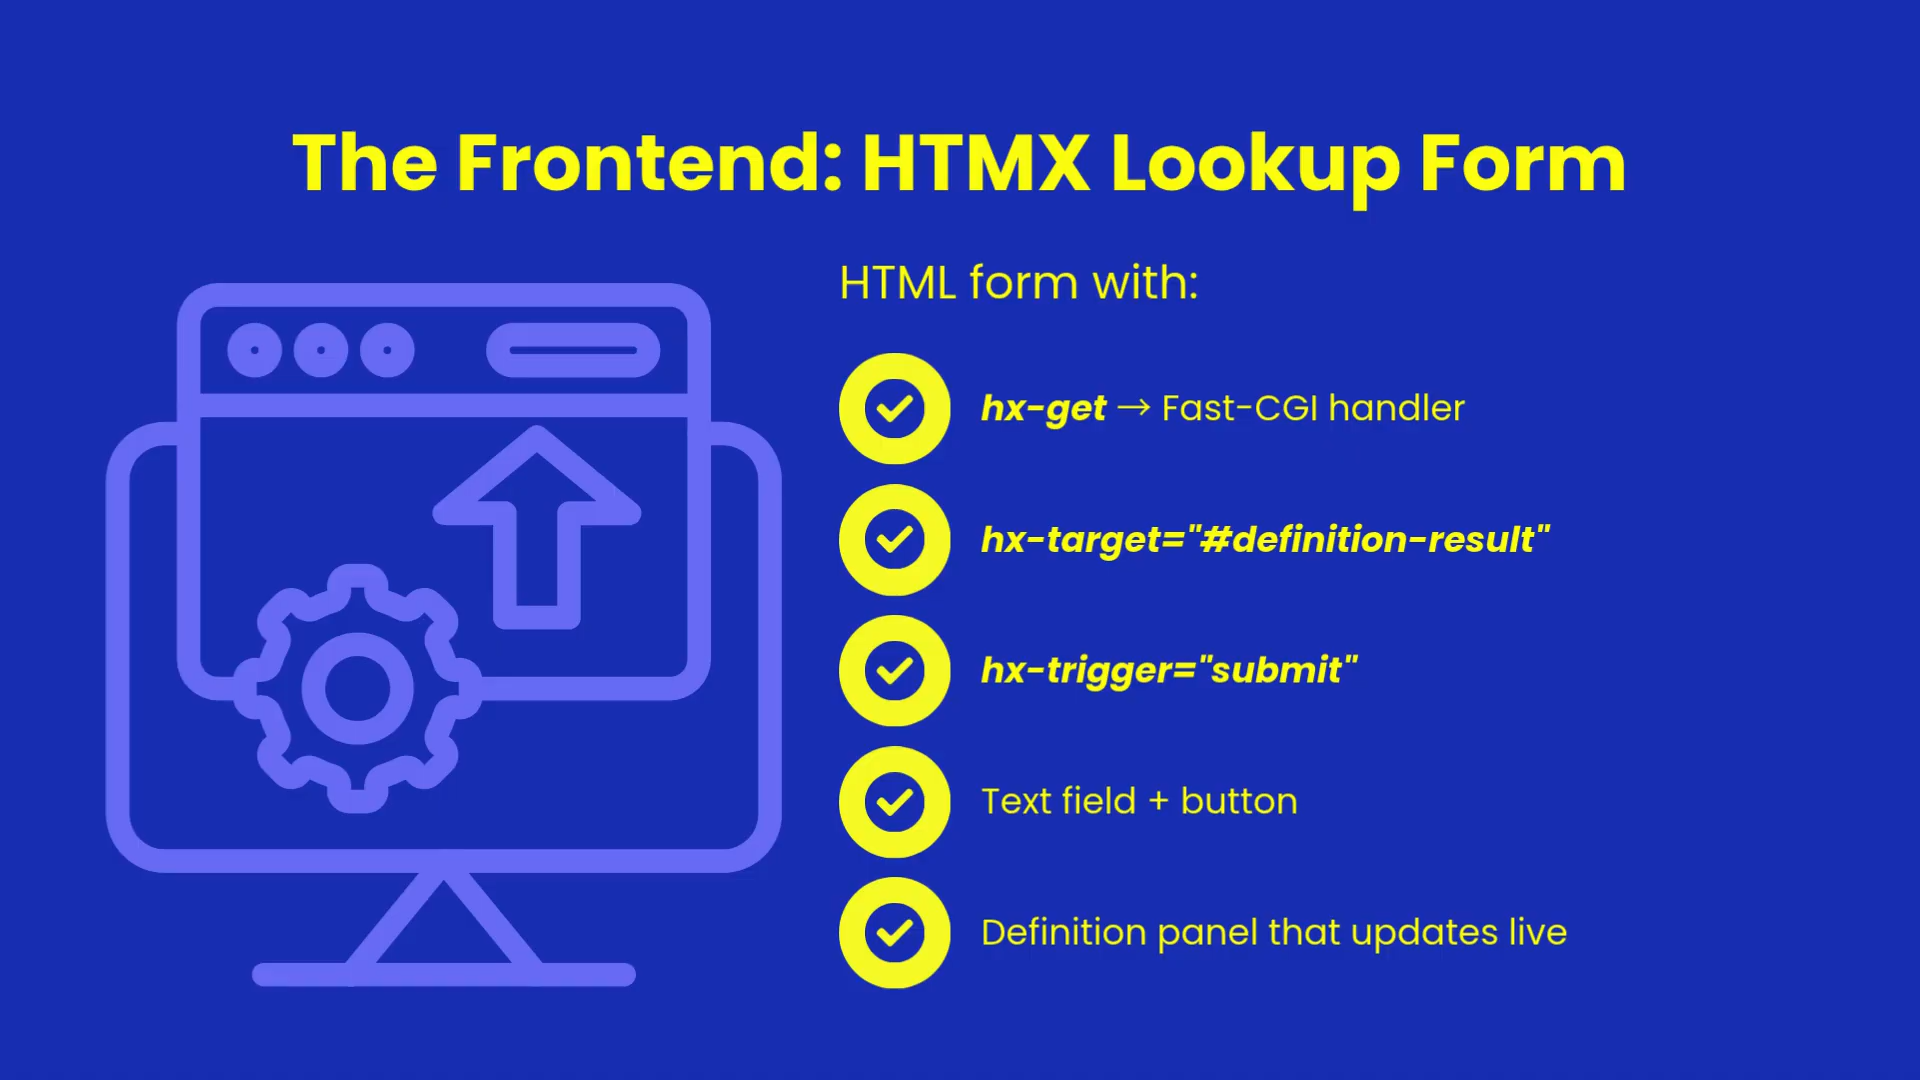 The Frontend: HTMX Lookup Form
HTML form with:
hx-get → Fast-CGI handler
hx-target="#definition-result"
hx-trigger="submit"
Text field + button
Definition panel that updates live